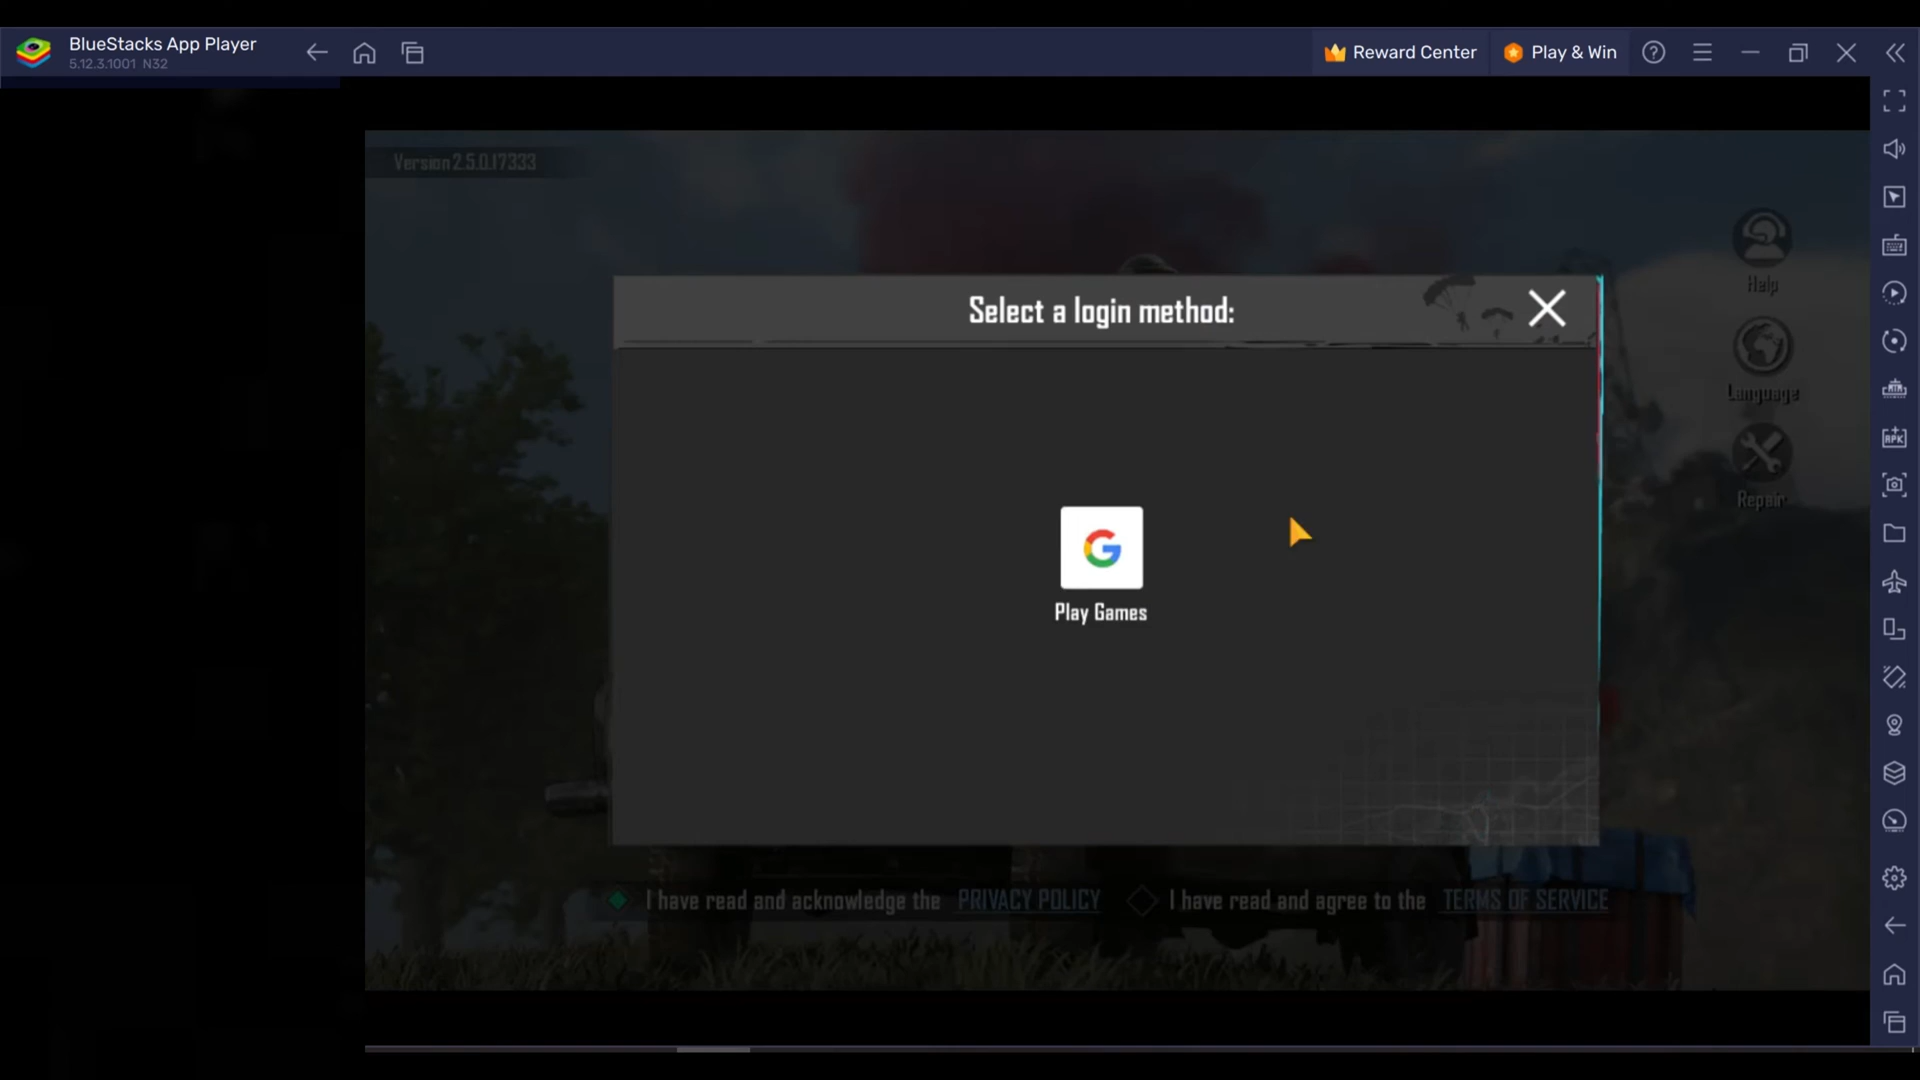 BlueStacks App Player
5.12.3.1001 N32
Reward Center
Play & Win
Version 2.5.0.17333
Select a login method:
Help
Language
Repair
APK
Play Games
I have read and acknowledge the PRIVACY POLICY
I have read and agree to the TERMS OF SERVICE